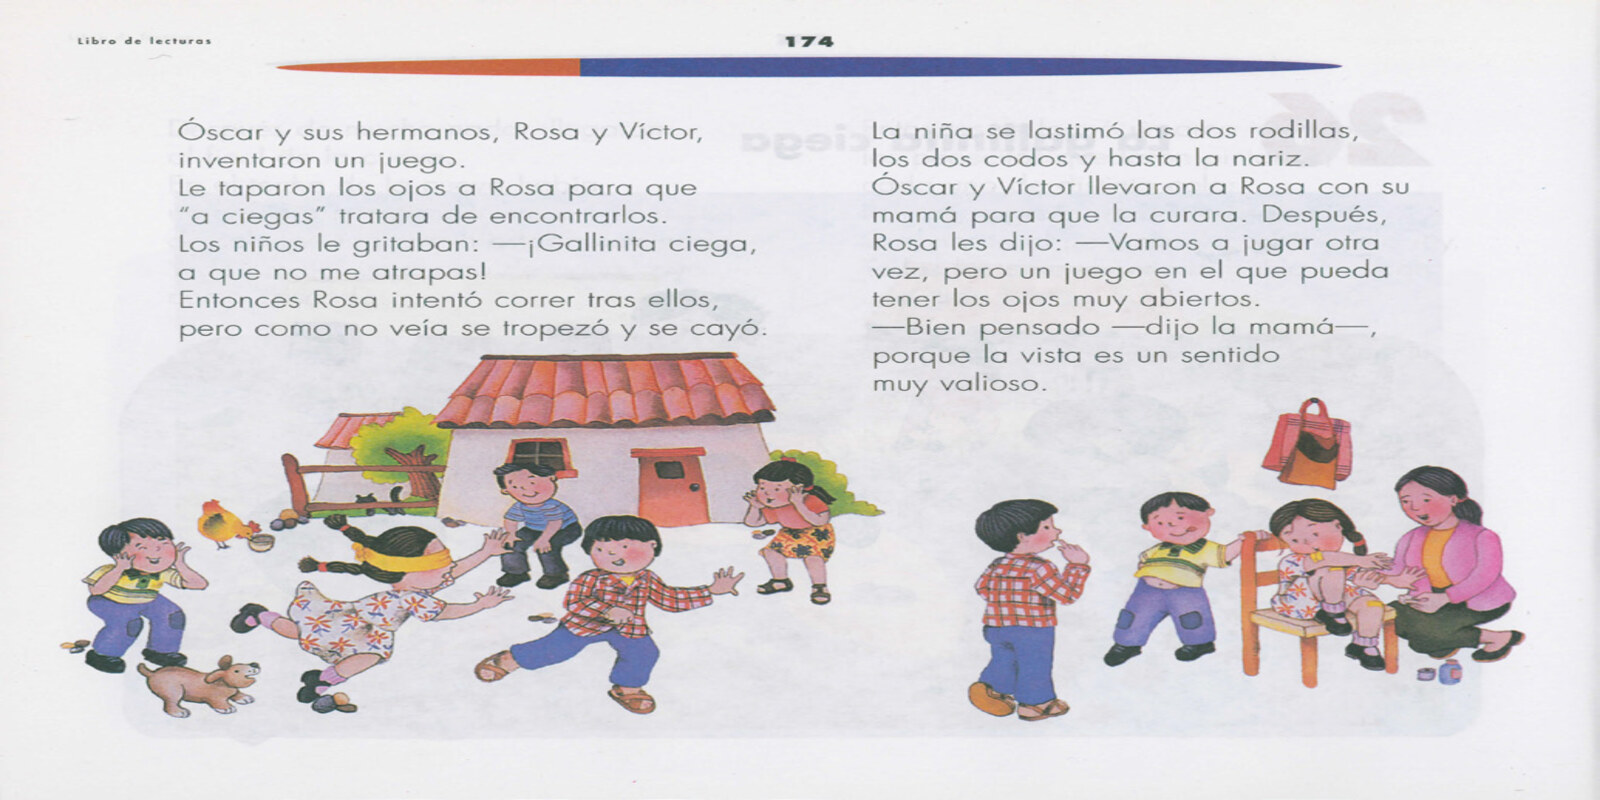 Libro de lecturas
174
Óscar y sus hermanos, Rosa y Víctor,
inventaron un juego.
Le taparon los ojos a Rosa para que
“a ciegas” tratara de encontrarlos.
Los niños le gritaban: —¡Gallinita ciega,
a que no me atrapas!
Entonces Rosa intentó correr tras ellos,
pero como no veía se tropezó y se cayó.
La niña se lastimó las dos rodillas,
los dos codos y hasta la nariz.
Óscar y Víctor llevaron a Rosa con su
mamá para que la curara. Después,
Rosa les dijo: —Vamos a jugar otra
vez, pero un juego en el que pueda
tener los ojos muy abiertos.
—Bien pensado —dijo la mamá—,
porque la vista es un sentido
muy valioso.